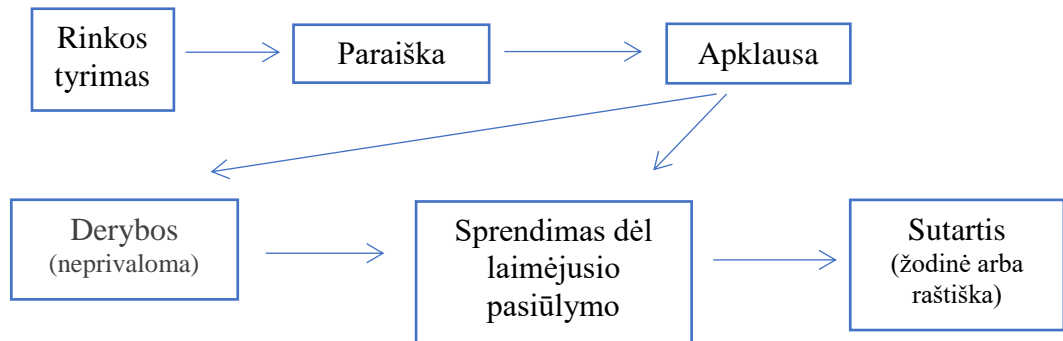 Rinkos
tyrimas
Paraiška
Apklausa
Derybos
(neprivaloma)
Sprendimas dėl
laimėjusio
pasiūlymo
Sutartis
(žodinė arba
raštiška)